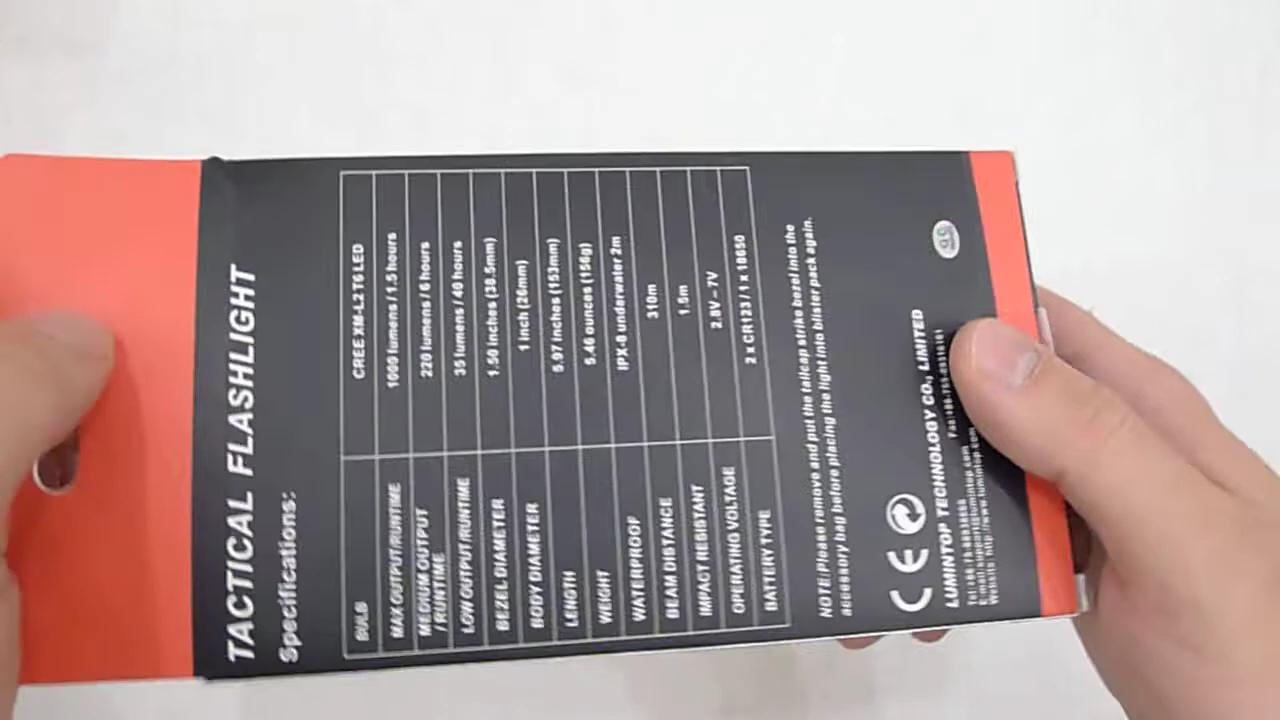 TACTICAL FLASHLIGHT
Specifications:
BULB CREE XM-L2 T6 LED
MAX OUTPUT/RUNTIME 1000 lumens / 1.5 hours
MEDIUM OUTPUT
/ RUNTIME 220 lumens / 6 hours
LOW OUTPUT/RUNTIME 35 lumens / 40 hours
BEZEL DIAMETER 1.50 inches (38.5mm)
BODY DIAMETER 1 inch (26mm)
LENGTH 5.97 inches (153mm)
WEIGHT 5.46 ounces (156g)
WATERPROOF IPX-8 underwater 2m
BEAM DISTANCE 310m
IMPACT RESISTANT 1.5m
OPERATING VOLTAGE 2.8V – 7V
BATTERY TYPE 2 x CR123 / 1 x 18650
NOTE:Please remove and put the tailcap strike bezel into the
accessory bag before placing the light into blister pack again.
CE
LUMINTOP TECHNOLOGY CO., LIMITED
Website: http://www.lumintop.com